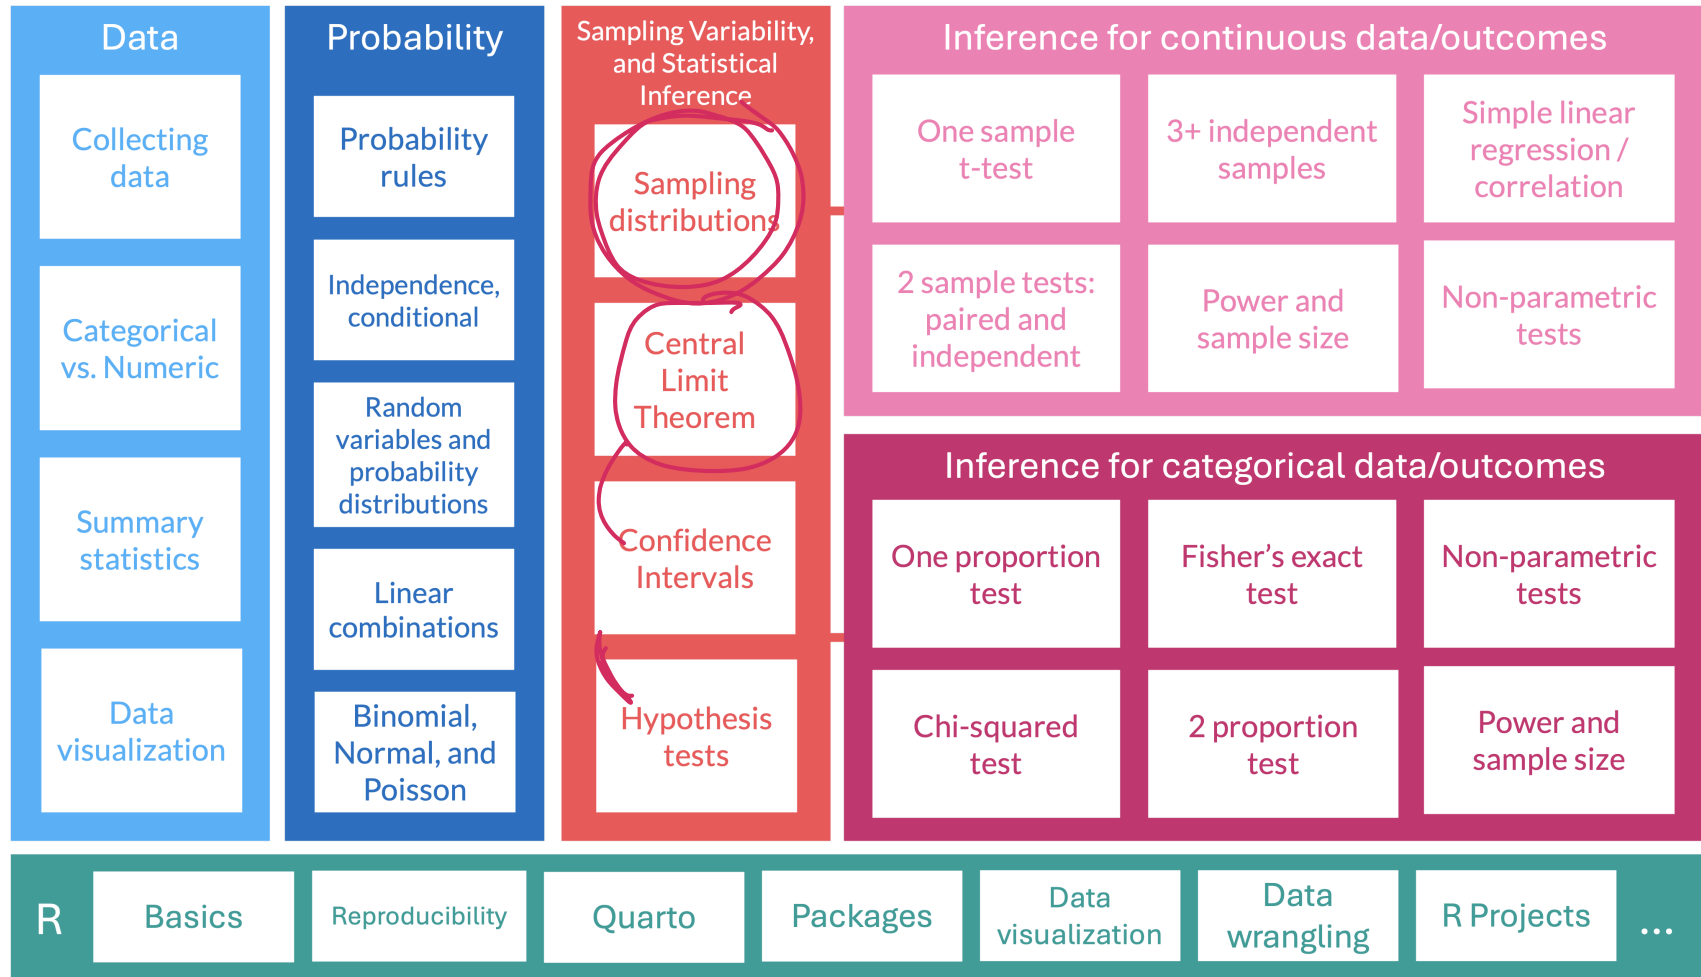 Data
Collecting
data
Categorical
vs. Numeric
Summary
statistics
Data
visualization
Probability
Probability
rules
Independence,
conditional
Random
variables and
probability
distributions
Linear
combinations
Binomial,
Normal, and
Poisson
Sampling Variability,
and Statistical
Inference
Sampling
distributions
Central
Limit
Theorem
Confidence
Intervals
Hypothesis
tests
Inference for continuous data/outcomes
One sample
t-test
3+ independent
samples
Simple linear
regression /
correlation
2 sample tests:
paired and
independent
Power and
sample size
Non-parametric
tests
Inference for categorical data/outcomes
One proportion
test
Fisher’s exact
test
Non-parametric
tests
Chi-squared
test
2 proportion
test
Power and
sample size
R
Basics
Reproducibility
Quarto
Packages
Data
visualization
Data
wrangling
R Projects
...